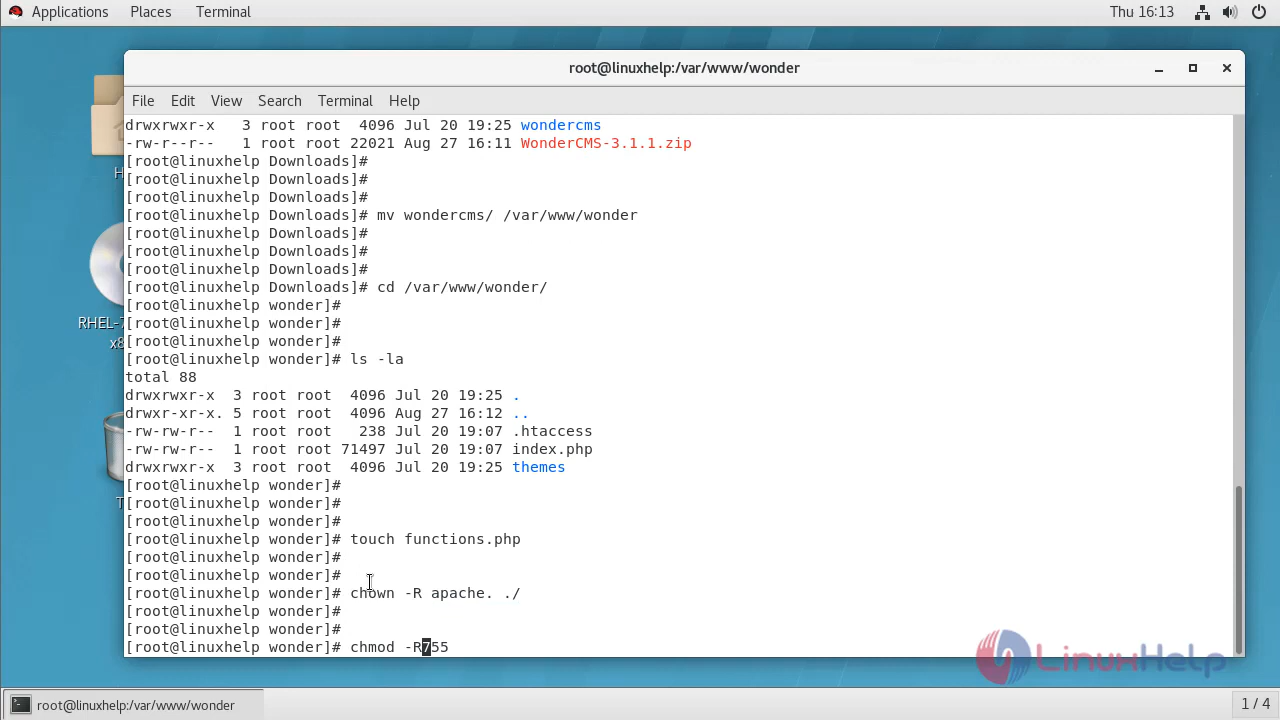 Applications Places Terminal Thu 16:13
root@linuxhelp:/var/www/wonder
File Edit View Search Terminal Help
drwxrwxr-x   3 root root  4096 Jul 20 19:25 wondercms
-rw-r--r--   1 root root 22021 Aug 27 16:11 WonderCMS-3.1.1.zip
[root@linuxhelp Downloads]#
[root@linuxhelp Downloads]#
[root@linuxhelp Downloads]#
[root@linuxhelp Downloads]# mv wondercms/ /var/www/wonder
[root@linuxhelp Downloads]#
[root@linuxhelp Downloads]#
[root@linuxhelp Downloads]#
[root@linuxhelp Downloads]# cd /var/www/wonder/
[root@linuxhelp wonder]#
[root@linuxhelp wonder]#
[root@linuxhelp wonder]#
[root@linuxhelp wonder]# ls -la
total 88
drwxrwxr-x  3 root root  4096 Jul 20 19:25 .
drwxr-xr-x. 5 root root  4096 Aug 27 16:12 ..
-rw-rw-r--  1 root root   238 Jul 20 19:07 .htaccess
-rw-rw-r--  1 root root 71497 Jul 20 19:07 index.php
drwxrwxr-x  3 root root  4096 Jul 20 19:25 themes
[root@linuxhelp wonder]#
[root@linuxhelp wonder]#
[root@linuxhelp wonder]#
[root@linuxhelp wonder]# touch functions.php
[root@linuxhelp wonder]#
[root@linuxhelp wonder]#
[root@linuxhelp wonder]# chown -R apache. ./
[root@linuxhelp wonder]#
[root@linuxhelp wonder]#
[root@linuxhelp wonder]# chmod -R755
H
RHEL-7
x8
T
LinuxHelp
root@linuxhelp:/var/www/wonder
1 / 4